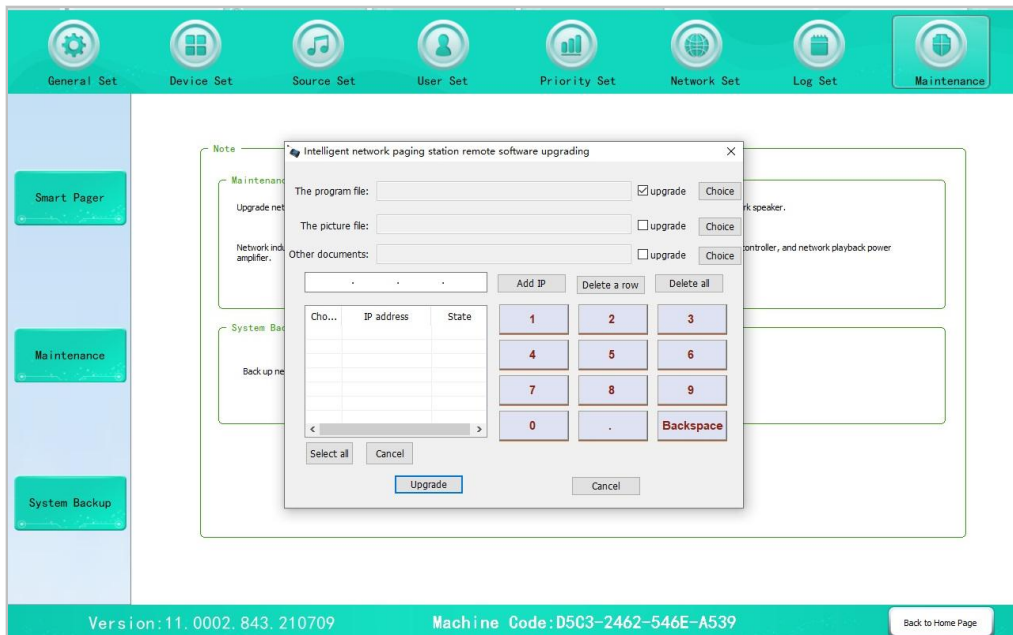 General Set Device Set Source Set User Set Priority Set Network Set Log Set Maintenance
Smart Pager
Maintenance
System Backup
Note
Maintenanc
Upgrade net
rk speaker.
Network indu
ontroller, and network playback power
amplifier.
System Bac
Back up ne
Intelligent network paging station remote software upgrading
The program file: upgrade Choice
The picture file: upgrade Choice
Other documents: upgrade Choice
. . . Add IP Delete a row Delete all
Cho... IP address State
1 2 3
4 5 6
7 8 9
0 . Backspace
Select all Cancel
Upgrade Cancel
Version:11.0002.843.210709 Machine Code:D5C3-2462-546E-A539 Back to Home Page